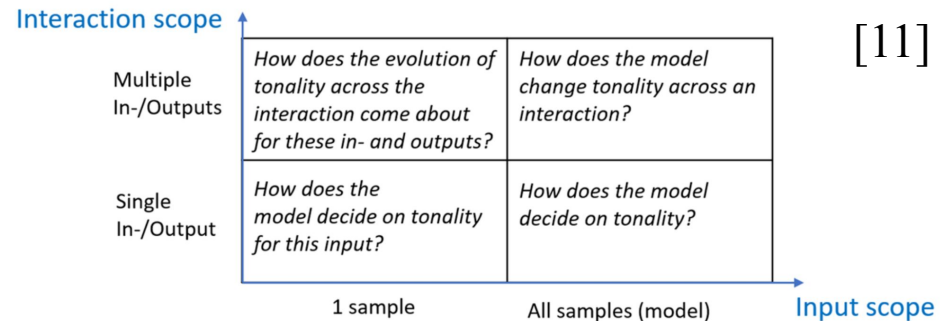 Interaction scope
[11]
Multiple
In-/Outputs
How does the evolution of
tonality across the
interaction come about
for these in- and outputs?
How does the model
change tonality across an
interaction?
Single
In-/Output
How does the
model decide on tonality
for this input?
How does the model
decide on tonality?
1 sample
All samples (model)
Input scope